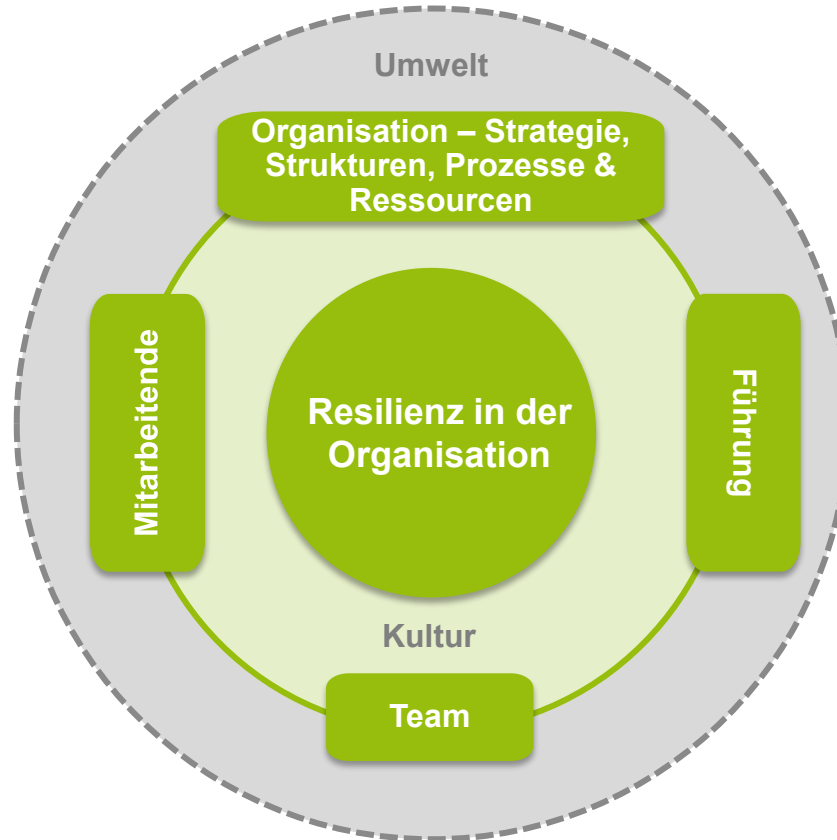 Umwelt
Organisation – Strategie,
Strukturen, Prozesse &
Ressourcen
Mitarbeitende
Resilienz in der
Organisation
Führung
Kultur
Team